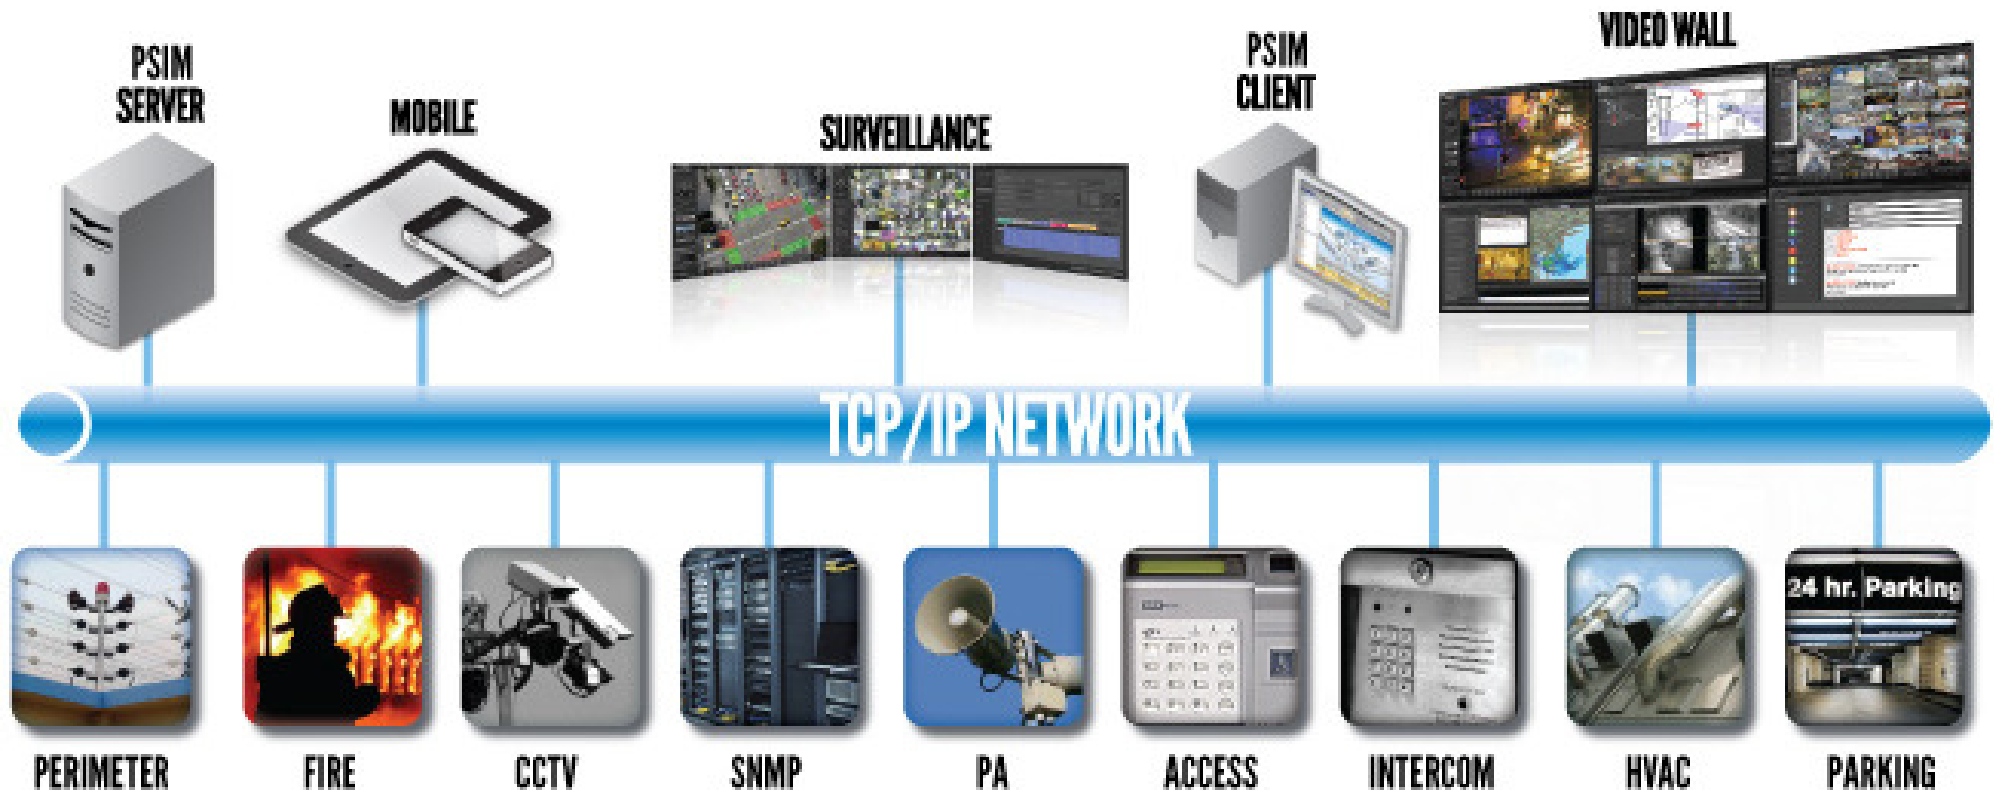 PSIM
SERVER
MOBILE
SURVEILLANCE
PSIM
CLIENT
VIDEO WALL
TCP/IP NETWORK
24 hr. Parking
PERIMETER
FIRE
CCTV
SNMP
PA
ACCESS
INTERCOM
HVAC
PARKING